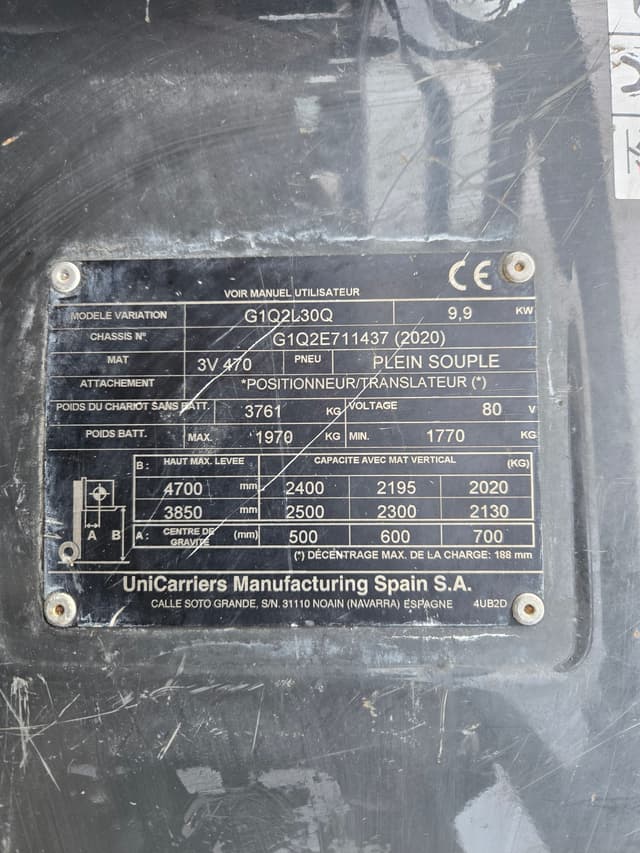 CE
VOIR MANUEL UTILISATEUR
MODELE VARIATION G1Q2L30Q 9,9 KW
CHASSIS Nº. G1Q2E711437 (2020)
MAT 3V 470 PNEU PLEIN SOUPLE
ATTACHEMENT *POSITIONNEUR/TRANSLATEUR (*)
POIDS DU CHARIOT SANS BATT. 3761 KG VOLTAGE 80 V
POIDS BATT. MAX. 1970 KG MIN. 1770 KG
B: HAUT MAX. LEVEE CAPACITE AVEC MAT VERTICAL (KG)
4700 mm 2400 2195 2020
3850 mm 2500 2300 2130
A B A: CENTRE DE GRAVITE (mm) 500 600 700
(*) DÉCENTRAGE MAX. DE LA CHARGE: 188 mm
UniCarriers Manufacturing Spain S.A.
CALLE SOTO GRANDE, S/N. 31110 NOAIN (NAVARRA) ESPAGNE 4UB2D